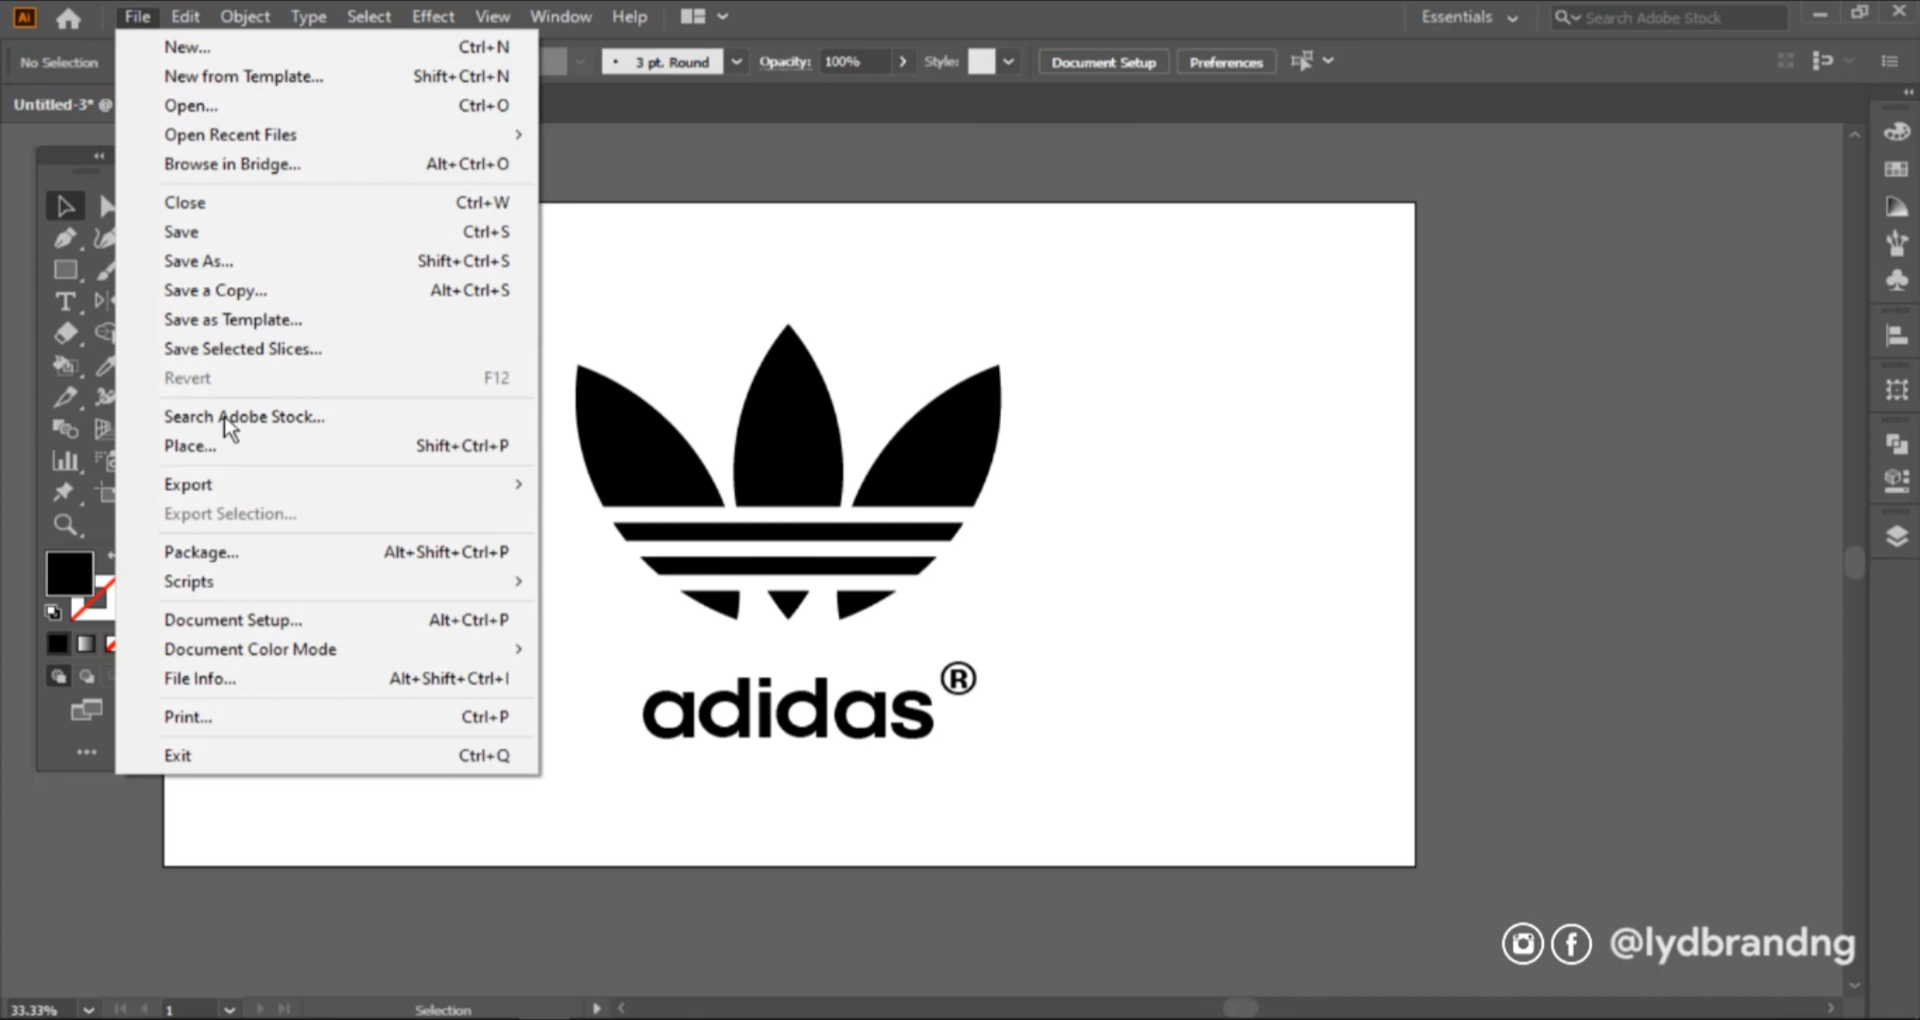 Ai File Edit Object Type Select Effect View Window Help Essentials Search Adobe Stock
No Selection 3 pt. Round Opacity: 100% Style: Document Setup Preferences
Untitled-3* @
New... Ctrl+N
New from Template... Shift+Ctrl+N
Open... Ctrl+O
Open Recent Files
Browse in Bridge... Alt+Ctrl+O
Close Ctrl+W
Save Ctrl+S
Save As... Shift+Ctrl+S
Save a Copy... Alt+Ctrl+S
Save as Template...
Save Selected Slices...
Revert F12
Search Adobe Stock...
Place... Shift+Ctrl+P
Export
Export Selection...
Package... Alt+Shift+Ctrl+P
Scripts
Document Setup... Alt+Ctrl+P
Document Color Mode
File Info... Alt+Shift+Ctrl+I
Print... Ctrl+P
Exit Ctrl+Q
adidas®
@lydbrandng
33.33% 1 Selection